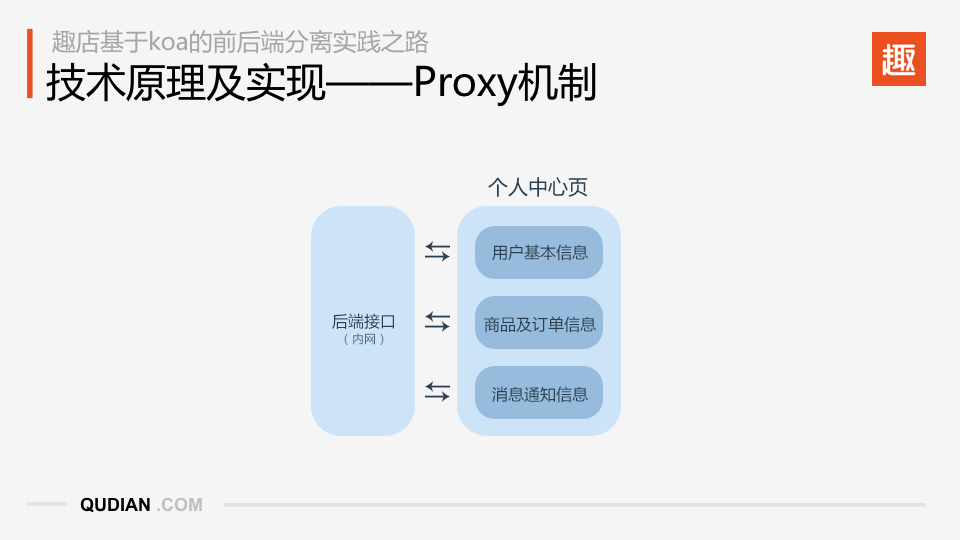 趣店基于koa的前后端分离实践之路
技术原理及实现——Proxy机制
趣
个人中心页
用户基本信息
后端接口
（内网）
商品及订单信息
消息通知信息
QUDIAN .COM